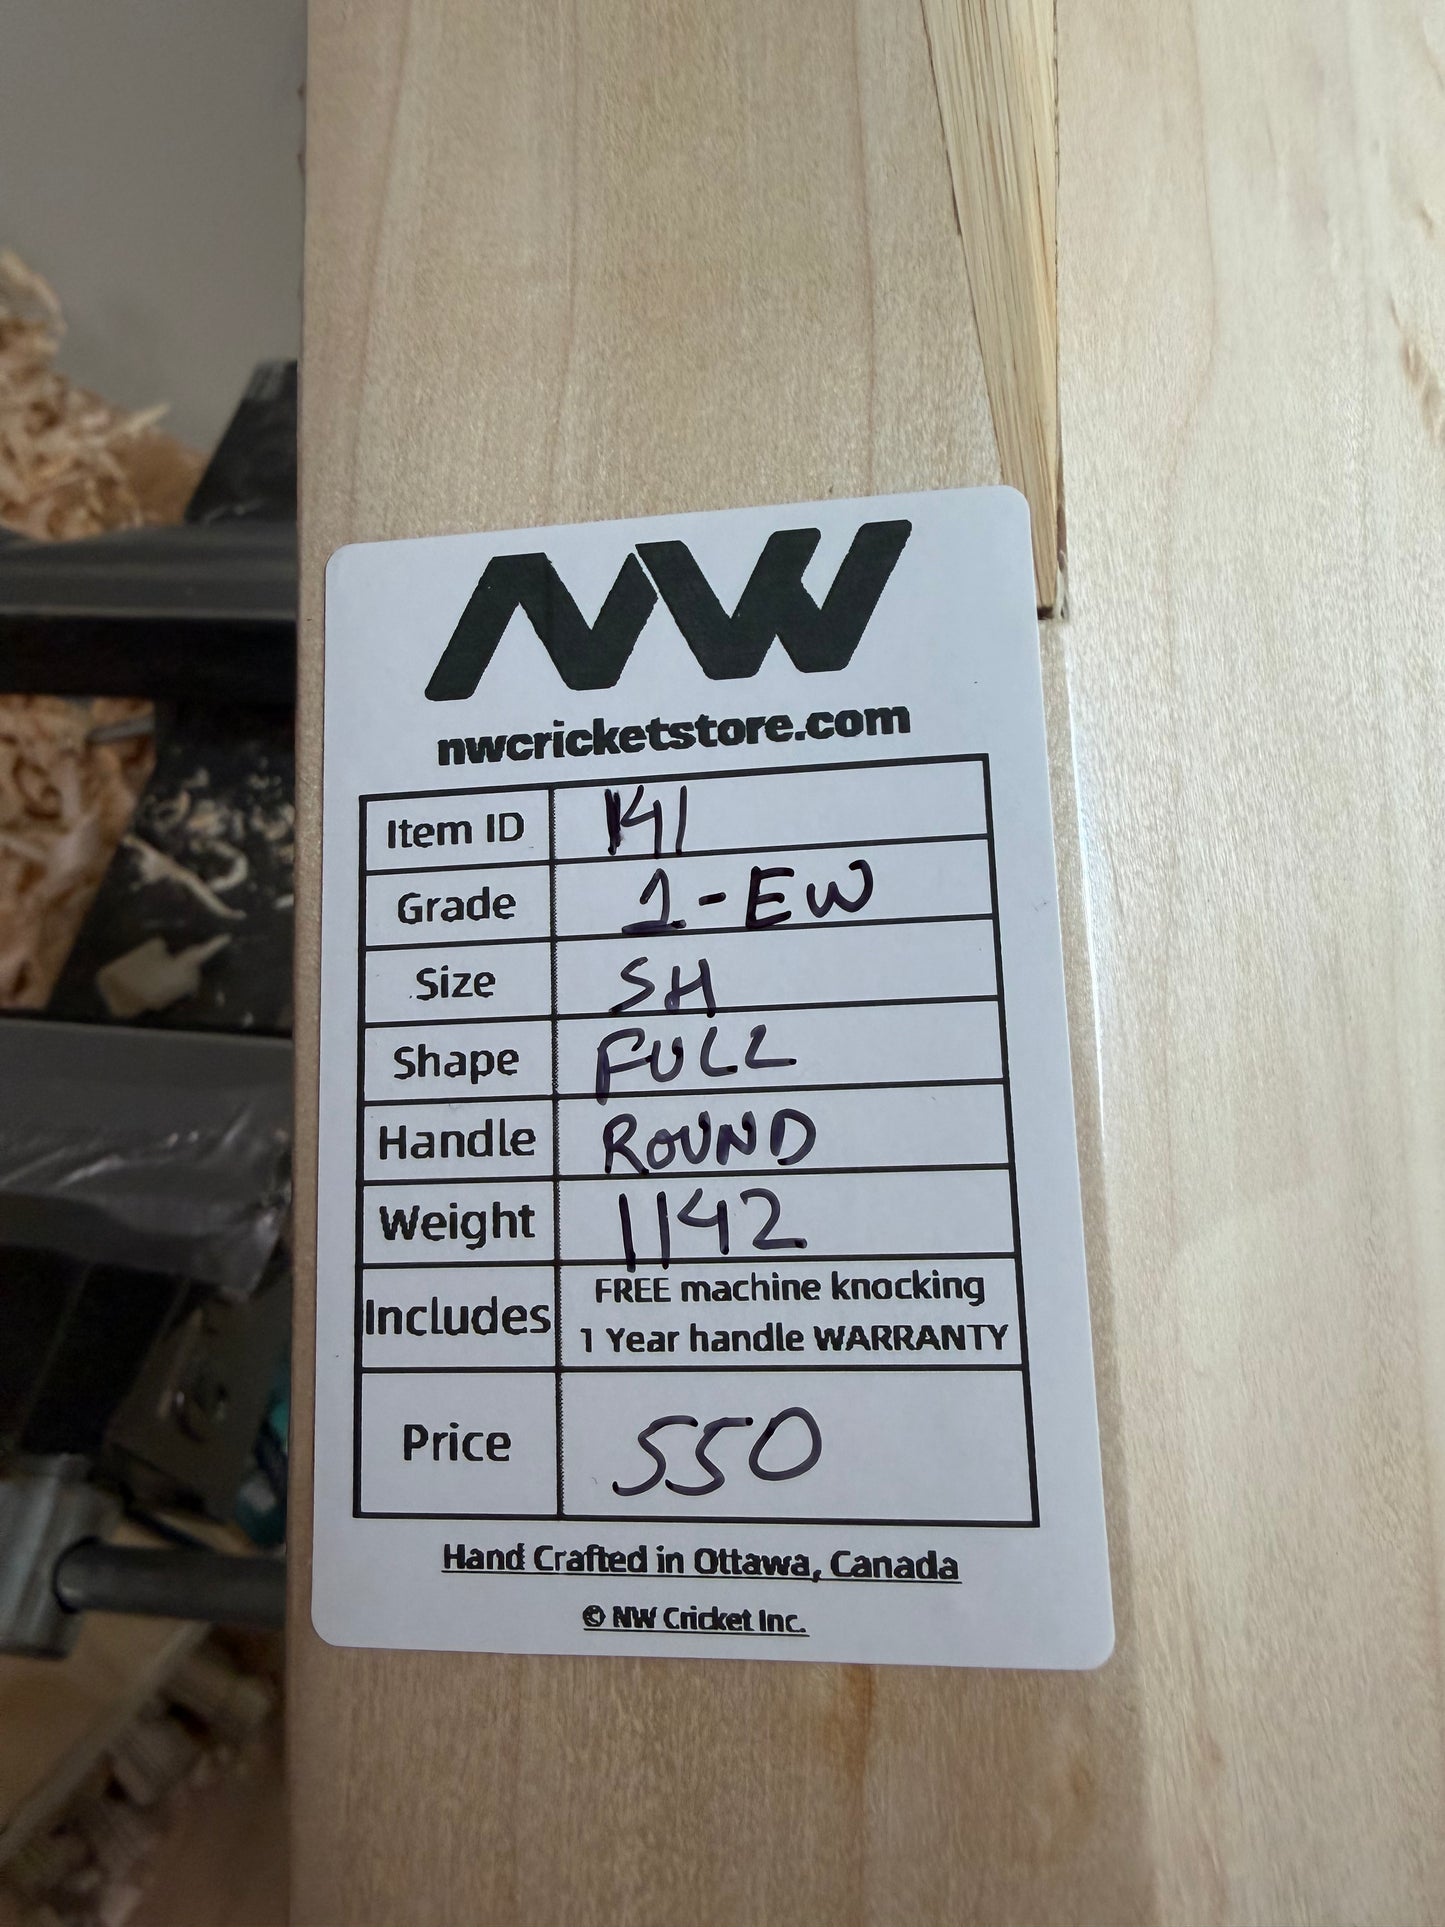 NW
nwcricketstore.com
Item ID 141
Grade 1-EW
Size SH
Shape FULL
Handle ROUND
Weight 1142
Includes FREE machine knocking
1 Year handle WARRANTY
Price 550
Hand Crafted in Ottawa, Canada
© NW Cricket Inc.